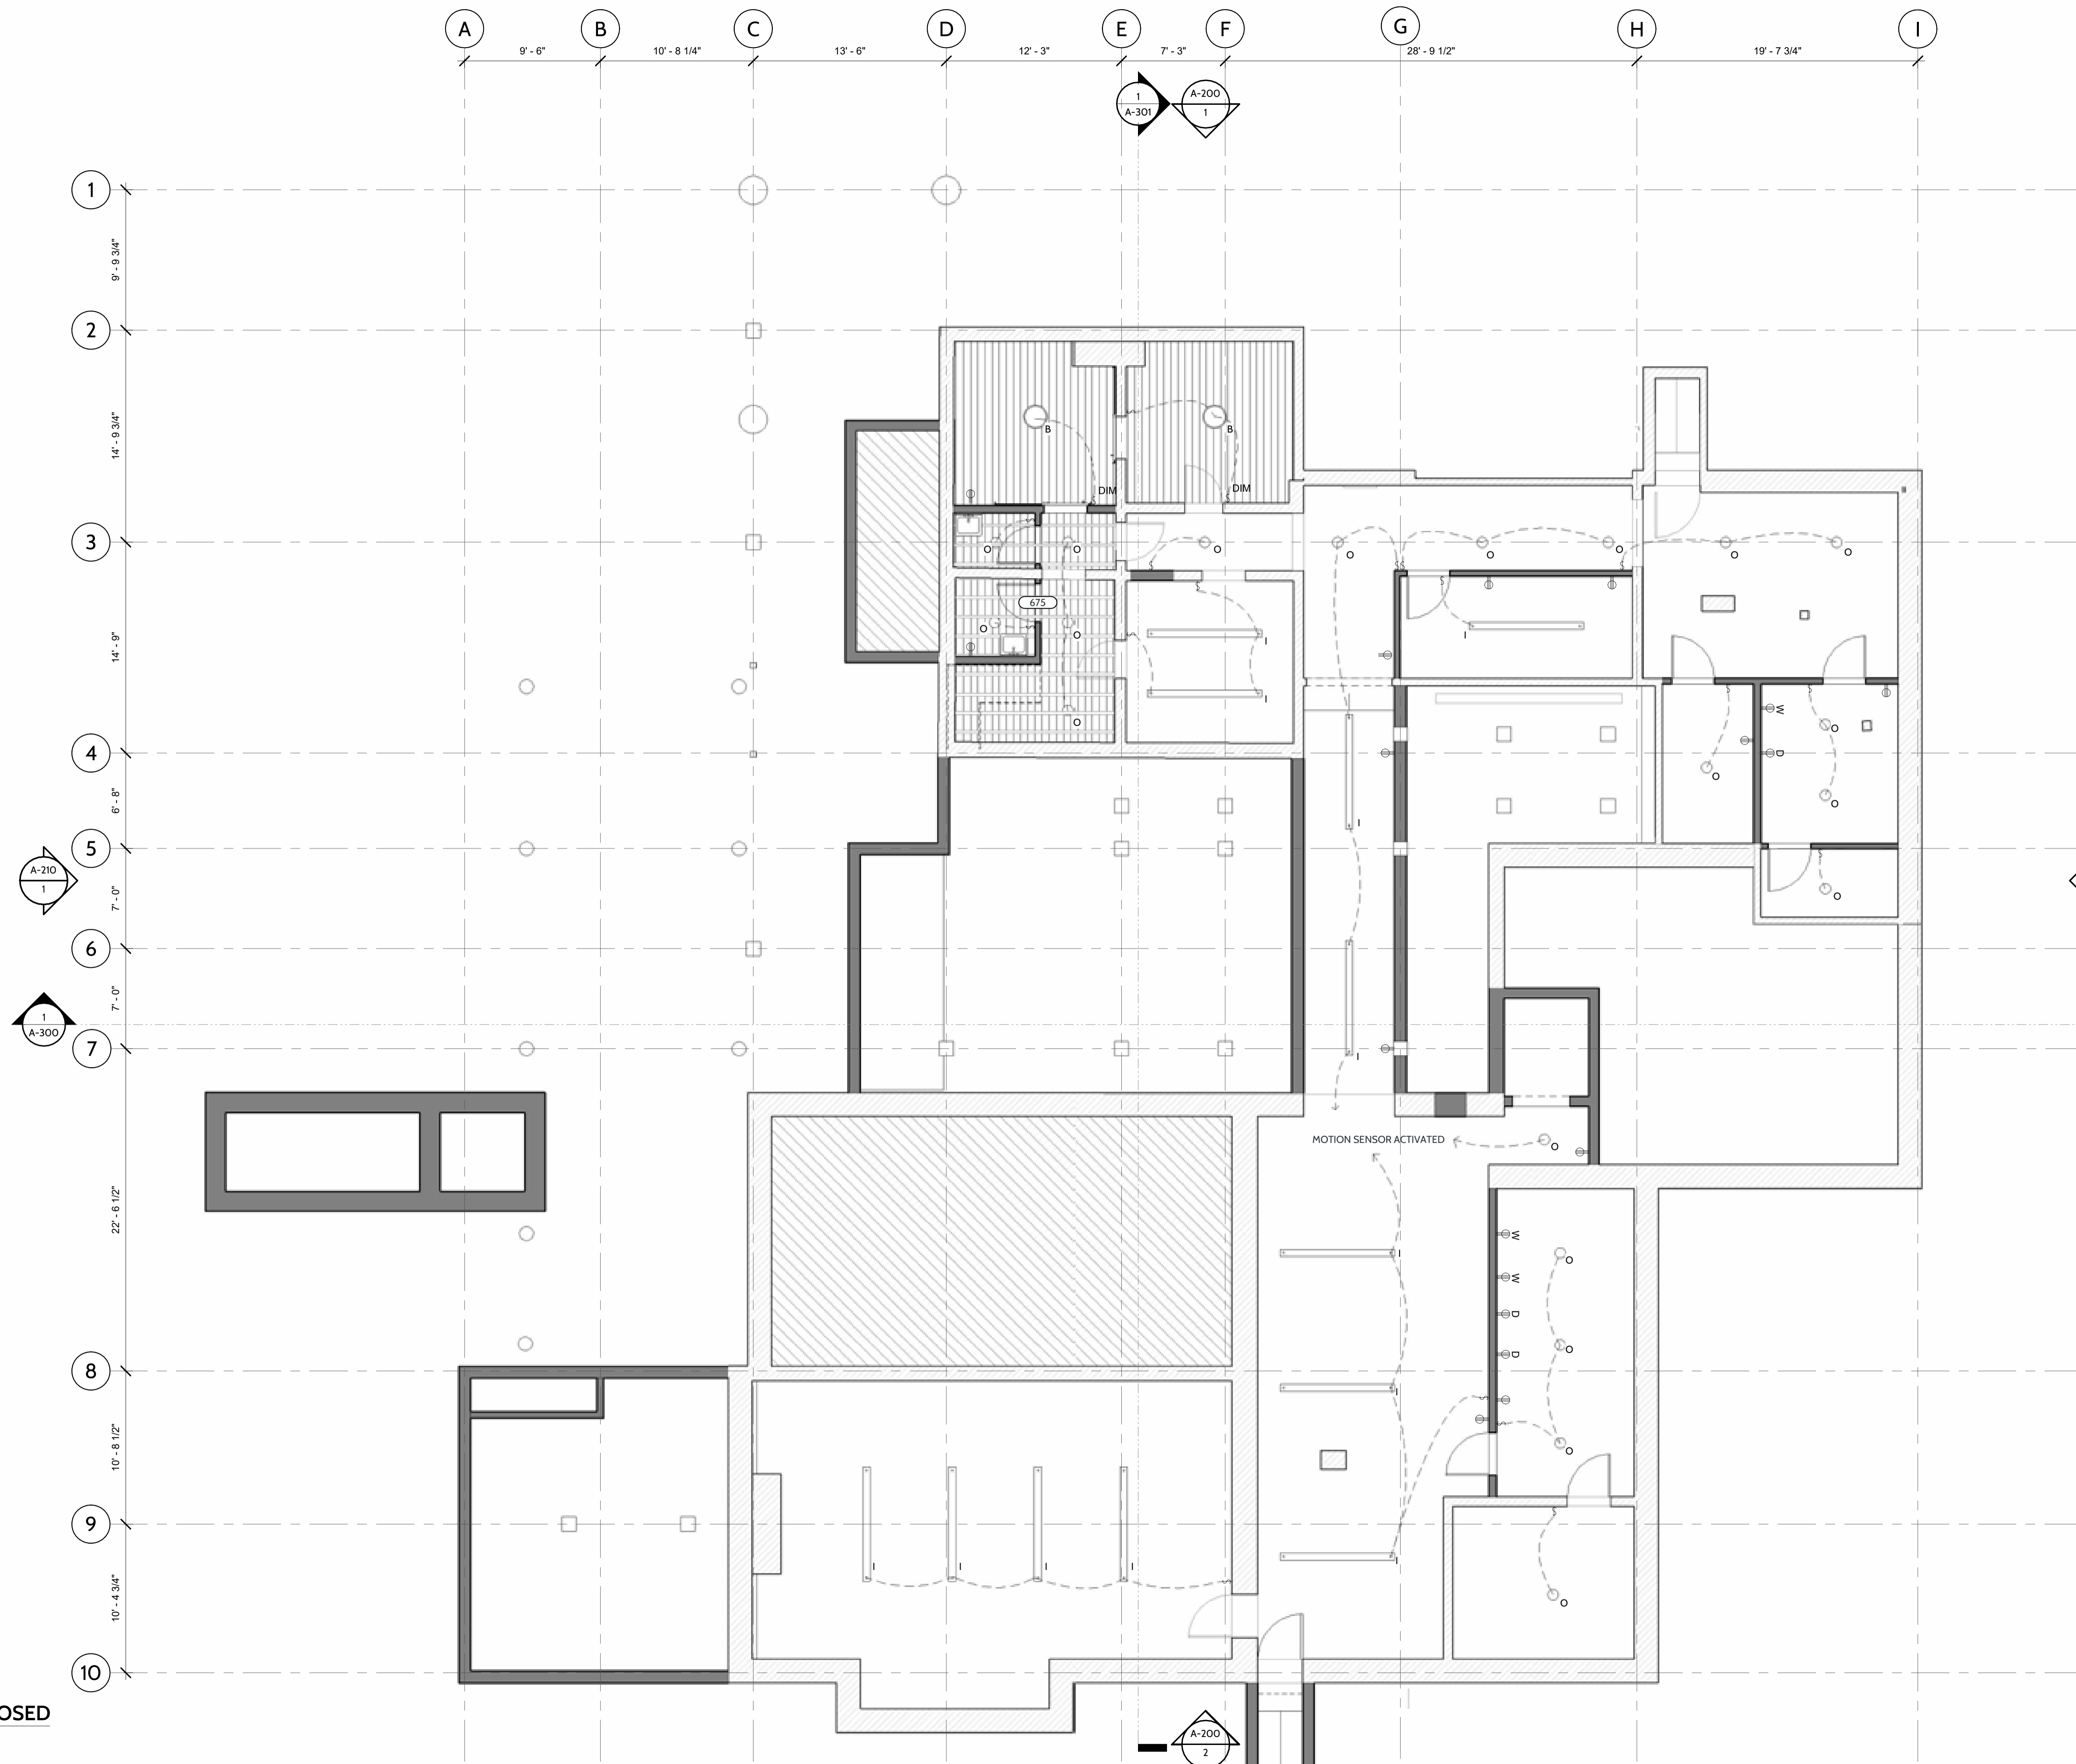 A B C D E F G H I
9' - 6" 10' - 8 1/4" 13' - 6" 12' - 3" 7' - 3" 28' - 9 1/2" 19' - 7 3/4"
1
A-301
A-200
1
1
9' - 9 3/4"
2
14' - 9 3/4"
B B
DIM DIM
3
O O O O O O O O
14' - 9"
675
I
O O I
W
I O O
4
D
O
6' - 8"
O
I
5
A-210
1
7' - 0"
O
6
1
A-300
7' - 0"
7
I
MOTION SENSOR ACTIVATED
O
22' - 6 1/2"
W
I O
W
D
O
D
8
I
10' - 8 1/2"
O
9
I I I I I
10' - 4 3/4"
O
10
OSED
A-200
2